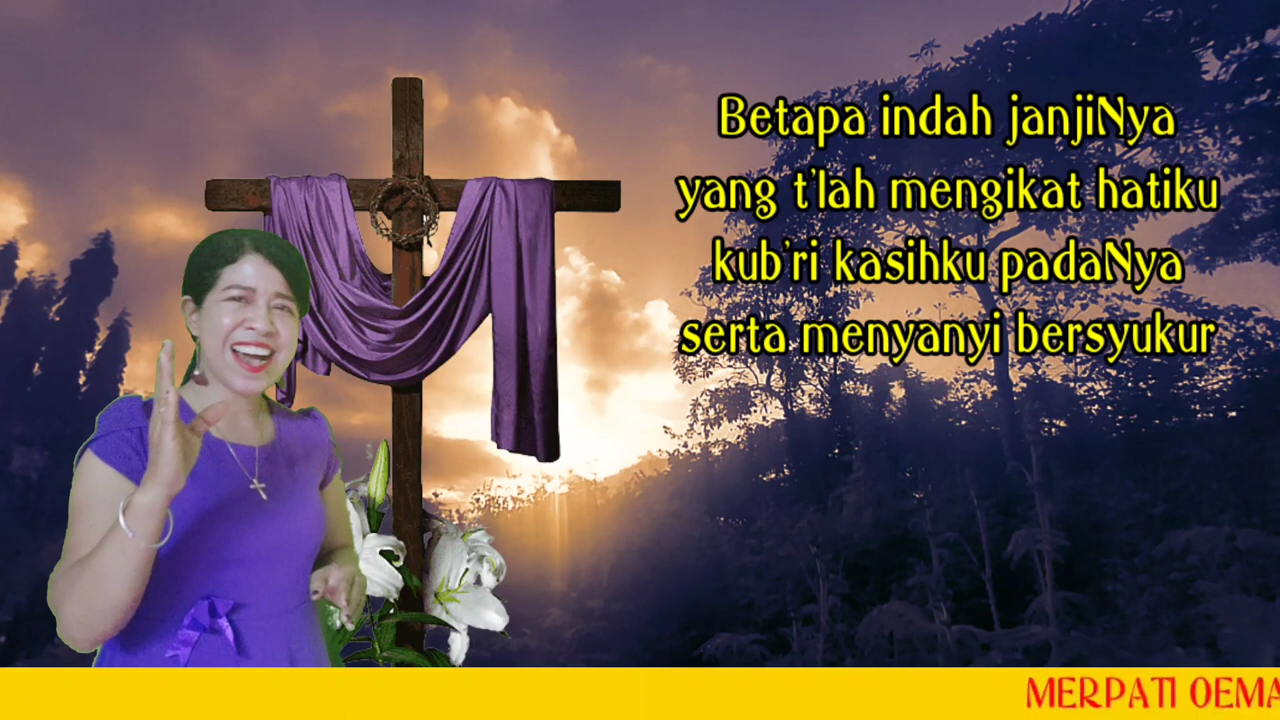 Betapa indah janjiNya
yang t'lah mengikat hatiku
kub'ri kasihku padaNya
serta menyanyi bersyukur
MERPATI OEMA